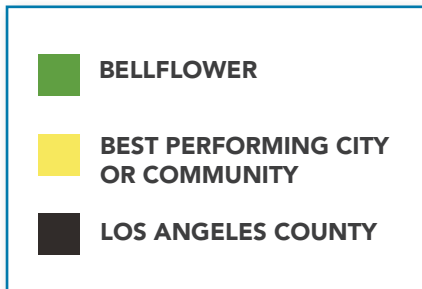 BELLFLOWER
BEST PERFORMING CITY
OR COMMUNITY
LOS ANGELES COUNTY